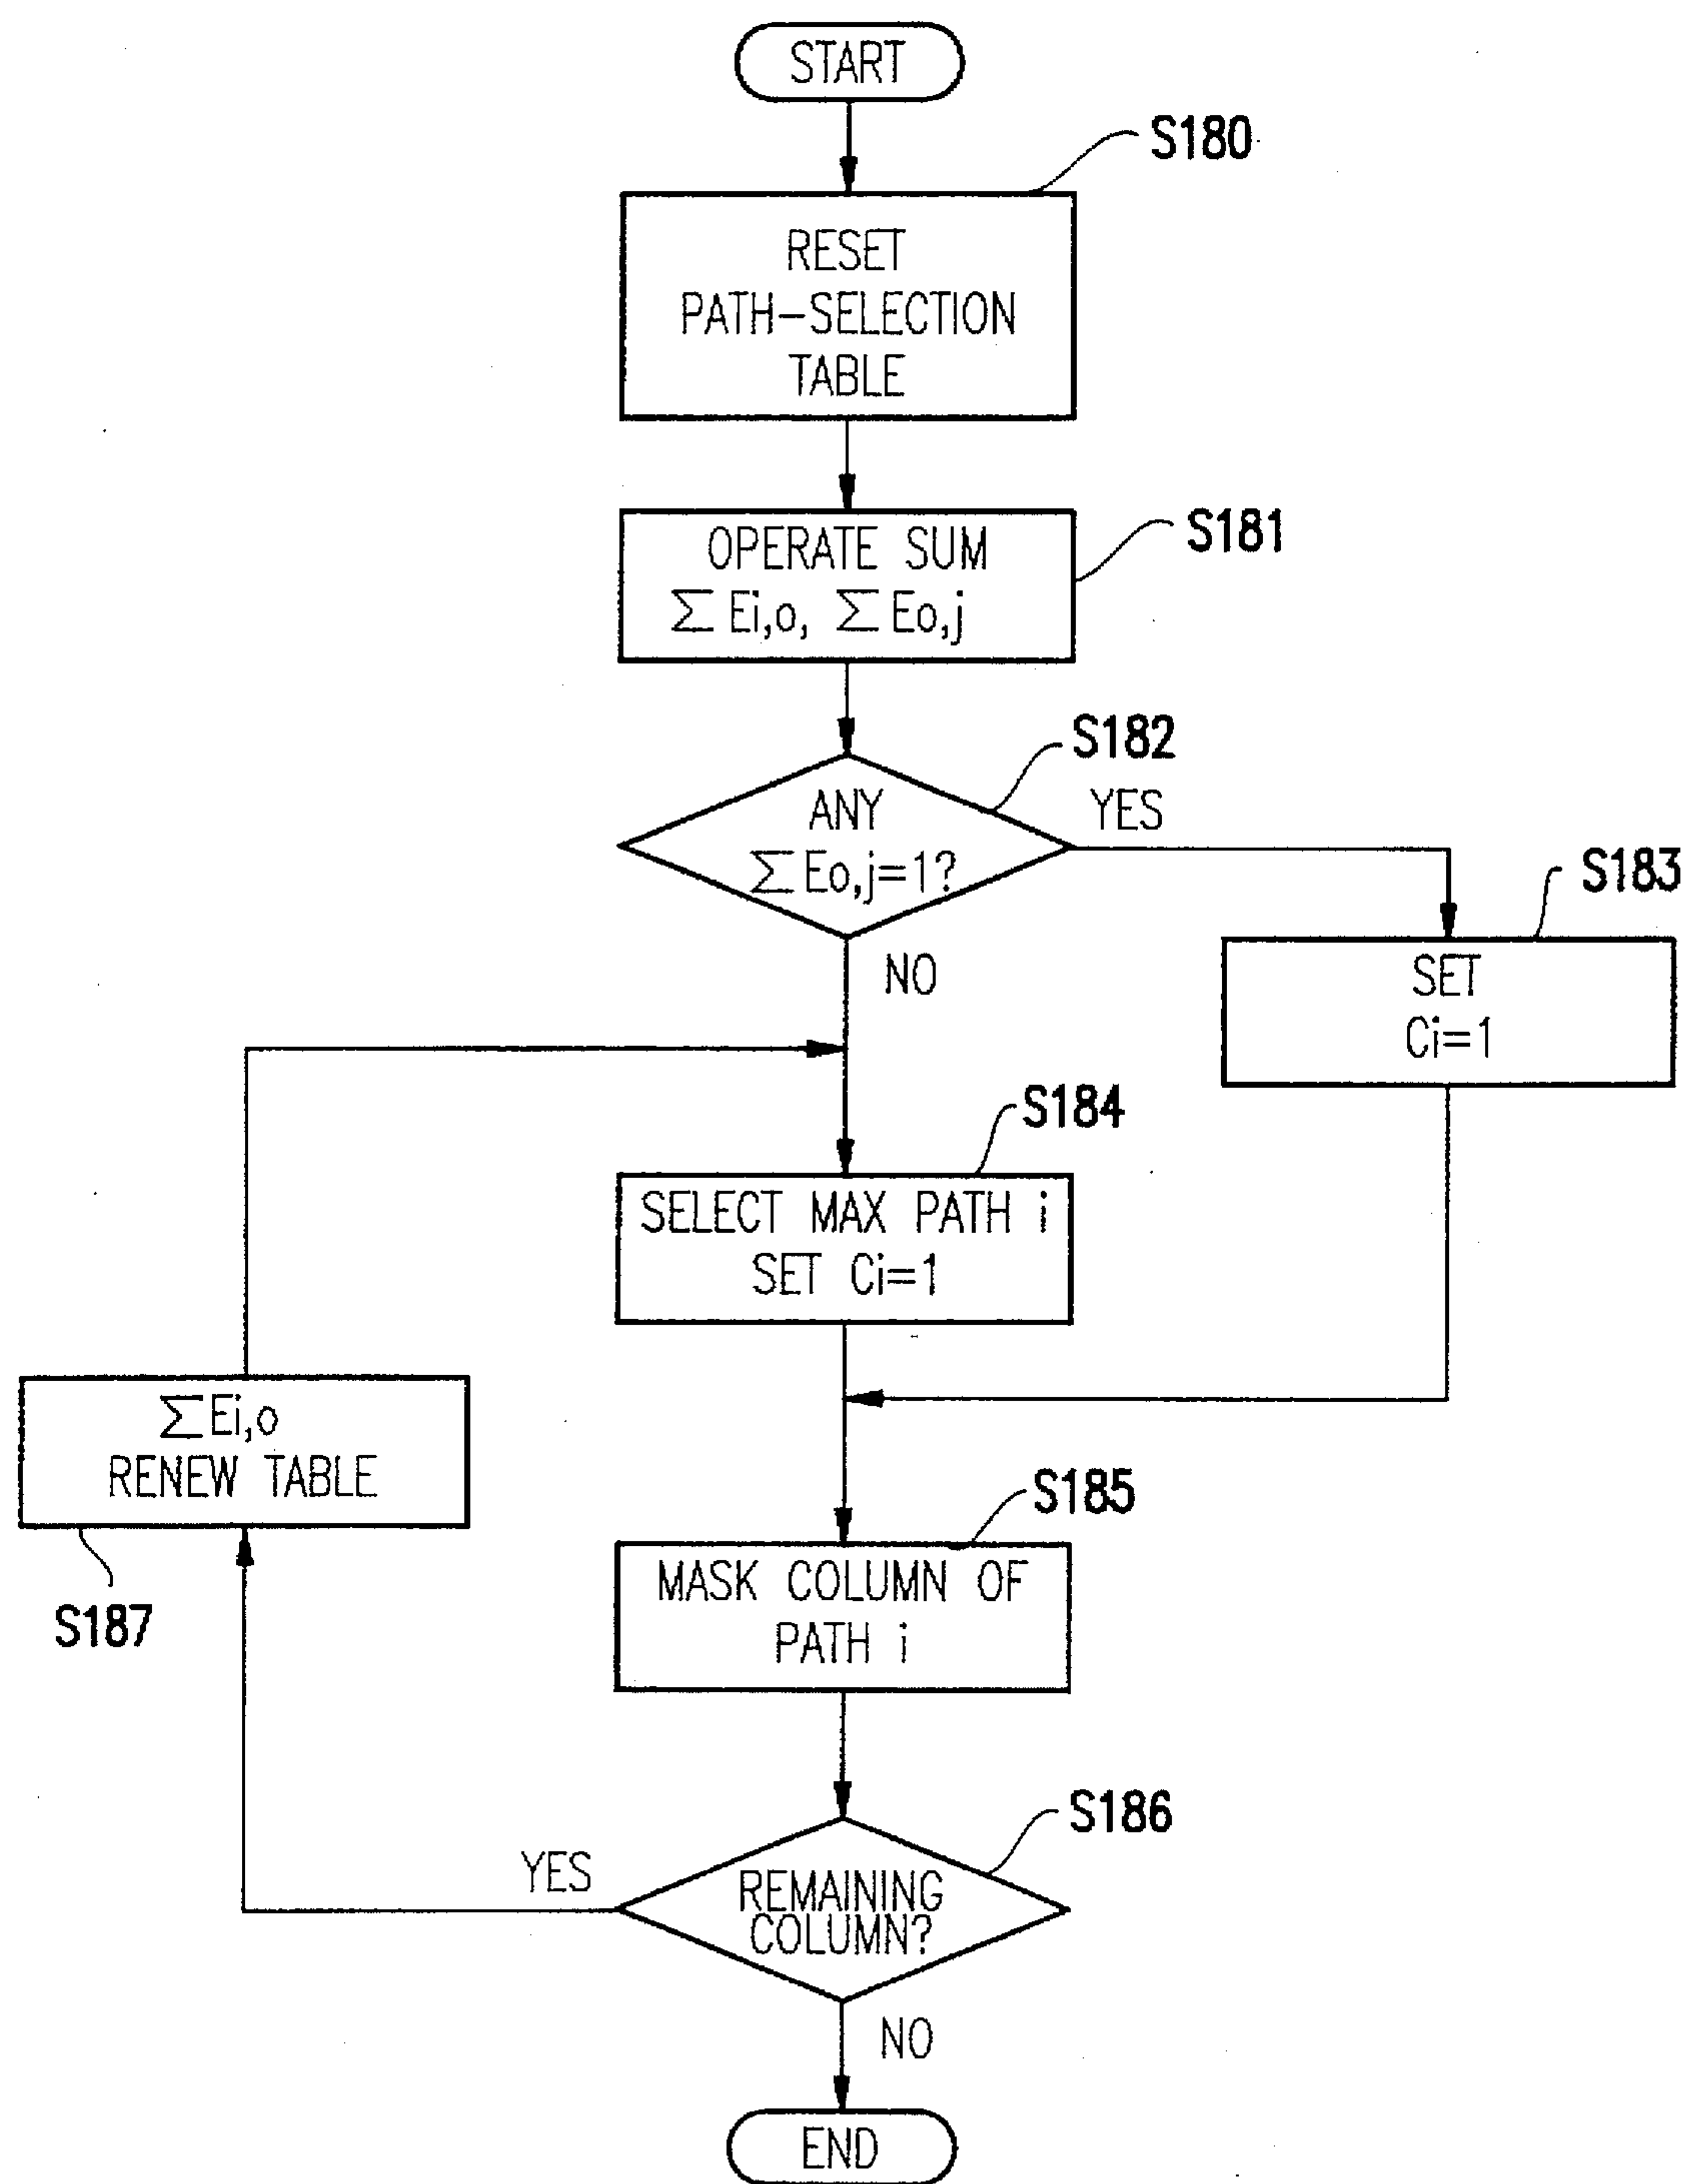 START
S180
RESET
PATH-SELECTION
TABLE
S181
OPERATE SUM
∑ Ei,o, ∑ Eo,j
S182
ANY
∑ Eo,j=1?
YES
S183
SET
Ci=1
NO
S184
SELECT MAX PATH i
SET Ci=1
∑ Ei,o
RENEW TABLE
S187
S185
MASK COLUMN OF
PATH i
S186
YES
REMAINING
COLUMN?
NO
END